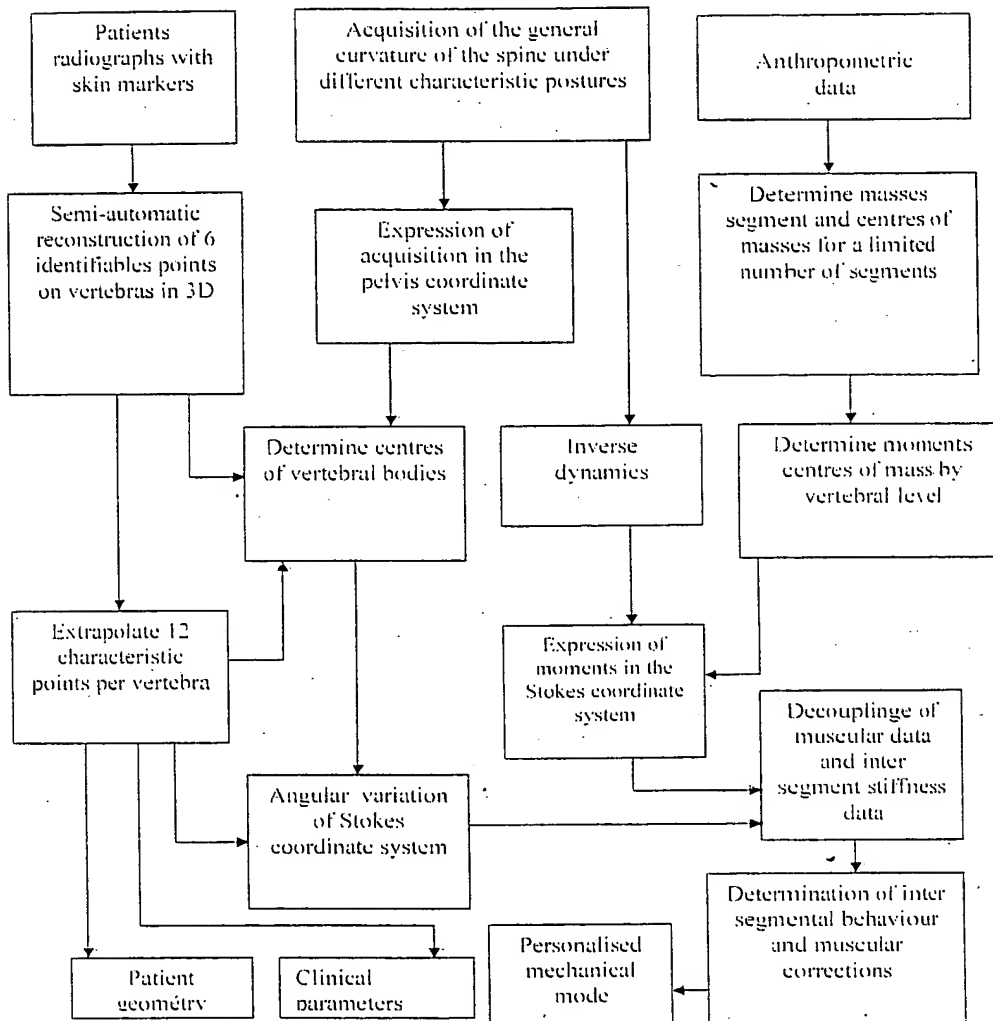 Patients
radiographs with
skin markers
Acquisition of the general
curvature of the spine under
different characteristic postures
Anthropometric
data
Semi-automatic
reconstruction of 6
identifiables points
on vertebras in 3D
Expression of
acquisition in the
pelvis coordinate
system
Determine masses
segment and centres of
masses for a limited
number of segments
Determine centres
of vertebral bodies
Inverse
dynamics
Determine moments
centres of mass by
vertebral level
Extrapolate 12
characteristic
points per vertebra
Expression of
moments in the
Stokes coordinate
system
Decouplinge of
muscular data
and inter
segment stiffness
data
Angular variation
of Stokes
coordinate system
Determination of inter
segmental behaviour
and muscular
corrections
Personalised
mechanical
mode
Patient
geométry
Clinical
parameters